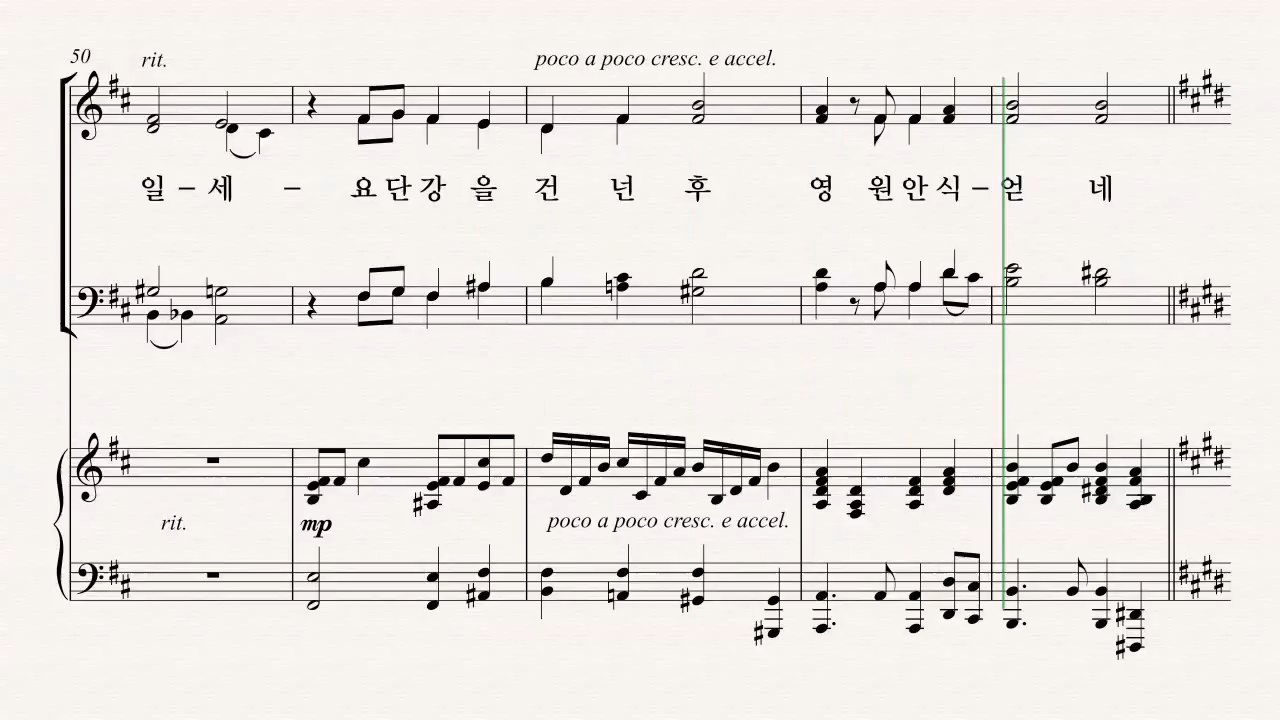 50
rit.
poco a poco cresc. e accel.
일 – 세 – 요 단 강 을 건 넌 후 영 원 안 식 – 얻 네
rit.
mp
poco a poco cresc. e accel.